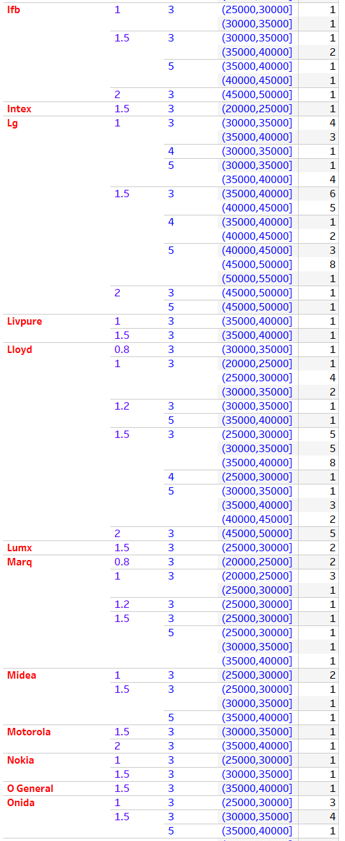 Ifb 1 3 (25000,30000] 1
(30000,35000] 1
1.5 3 (30000,35000] 1
(35000,40000] 2
5 (35000,40000] 1
(40000,45000] 1
2 3 (45000,50000] 1
Intex 1.5 3 (20000,25000] 1
Lg 1 3 (30000,35000] 4
(35000,40000] 3
4 (30000,35000] 1
5 (30000,35000] 1
(35000,40000] 4
1.5 3 (35000,40000] 6
(40000,45000] 5
4 (35000,40000] 1
(40000,45000] 2
5 (40000,45000] 3
(45000,50000] 8
(50000,55000] 1
2 3 (45000,50000] 1
5 (45000,50000] 1
Livpure 1 3 (35000,40000] 1
1.5 3 (35000,40000] 1
Lloyd 0.8 3 (30000,35000] 1
1 3 (20000,25000] 1
(25000,30000] 4
(30000,35000] 2
1.2 3 (30000,35000] 1
5 (35000,40000] 1
1.5 3 (25000,30000] 5
(30000,35000] 5
(35000,40000] 8
4 (25000,30000] 1
5 (30000,35000] 1
(35000,40000] 3
(40000,45000] 2
2 3 (45000,50000] 5
Lumx 1.5 3 (25000,30000] 2
Marq 0.8 3 (20000,25000] 2
1 3 (20000,25000] 3
(25000,30000] 1
1.2 3 (25000,30000] 1
1.5 3 (25000,30000] 1
5 (25000,30000] 1
(30000,35000] 1
(35000,40000] 1
Midea 1 3 (25000,30000] 2
1.5 3 (25000,30000] 1
(30000,35000] 1
5 (35000,40000] 1
Motorola 1.5 3 (30000,35000] 1
2 3 (35000,40000] 1
Nokia 1 3 (25000,30000] 1
1.5 3 (30000,35000] 1
O General 1.5 3 (35000,40000] 1
Onida 1 3 (25000,30000] 3
1.5 3 (30000,35000] 4
5 (35000,40000] 1